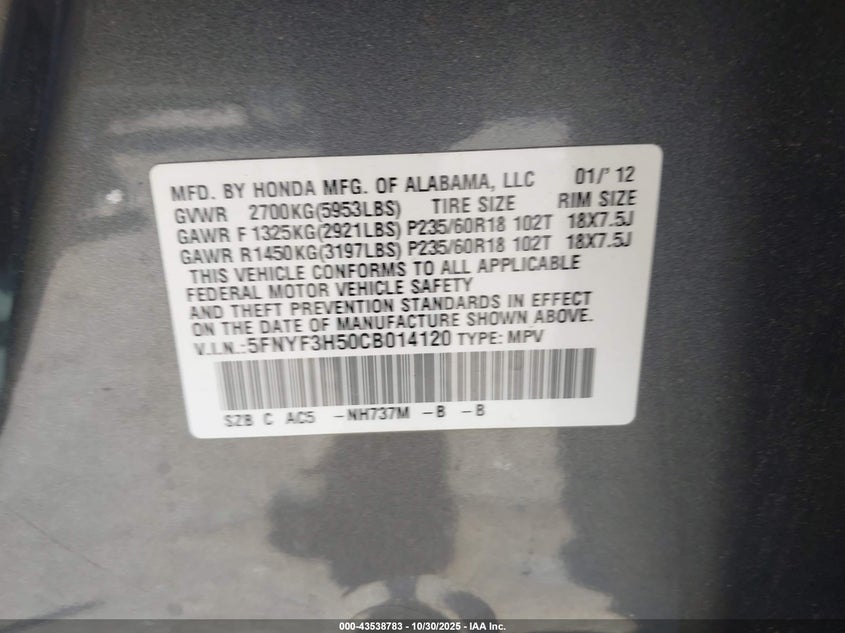 MFD. BY HONDA MFG. OF ALABAMA, LLC 01/' 12
GVWR 2700KG(5953LBS) TIRE SIZE RIM SIZE
GAWR F 1325KG(2921LBS) P235/60R18 102T 18X7.5J
GAWR R1450KG(3197LBS) P235/60R18 102T 18X7.5J
THIS VEHICLE CONFORMS TO ALL APPLICABLE
FEDERAL MOTOR VEHICLE SAFETY
AND THEFT PREVENTION STANDARDS IN EFFECT
ON THE DATE OF MANUFACTURE SHOWN ABOVE.
V.I.N.:5FNYF3H50CB014120 TYPE: MPV
SZB C AC5 -NH737M -B -B
000-43538783 - 10/30/2025 - IAA Inc.